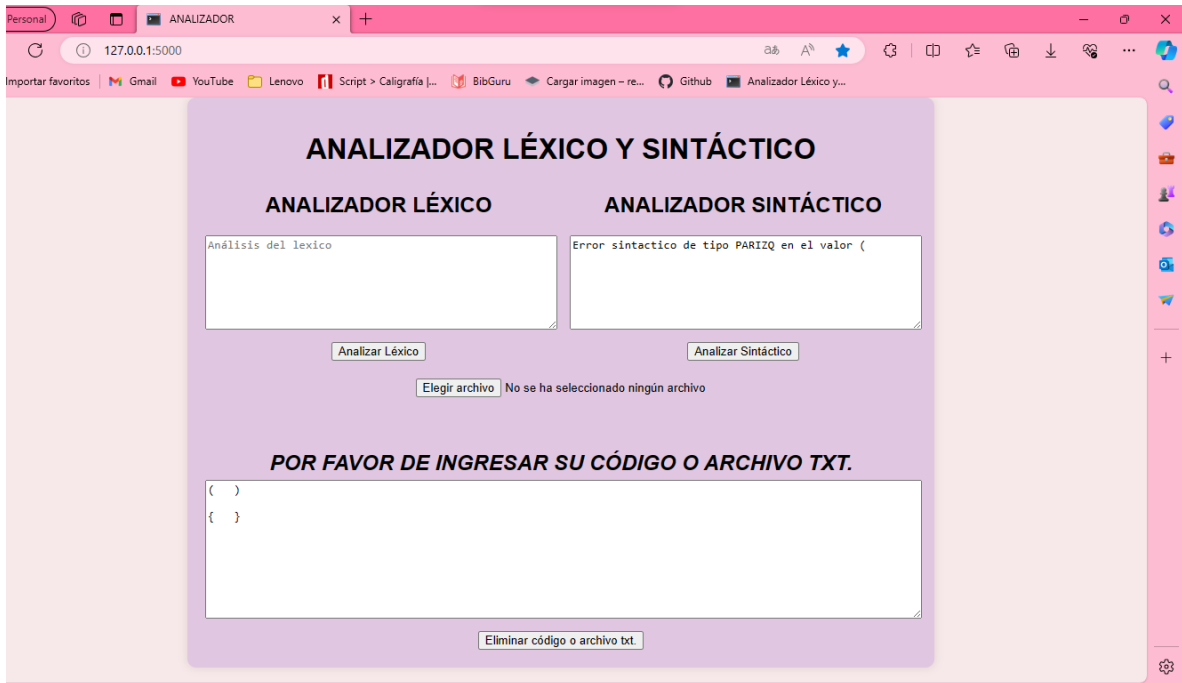 Personal
ANALIZADOR
127.0.0.1:5000
Importar favoritos
Gmail
YouTube
Lenovo
Script > Caligrafía |...
BibGuru
Cargar imagen – re...
Github
Analizador Léxico y...
ANALIZADOR LÉXICO Y SINTÁCTICO
ANALIZADOR LÉXICO
ANALIZADOR SINTÁCTICO
Análisis del lexico
Error sintactico de tipo PARIZQ en el valor (
Analizar Léxico
Analizar Sintáctico
Elegir archivo No se ha seleccionado ningún archivo
POR FAVOR DE INGRESAR SU CÓDIGO O ARCHIVO TXT.
( )
{ }
Eliminar código o archivo txt.